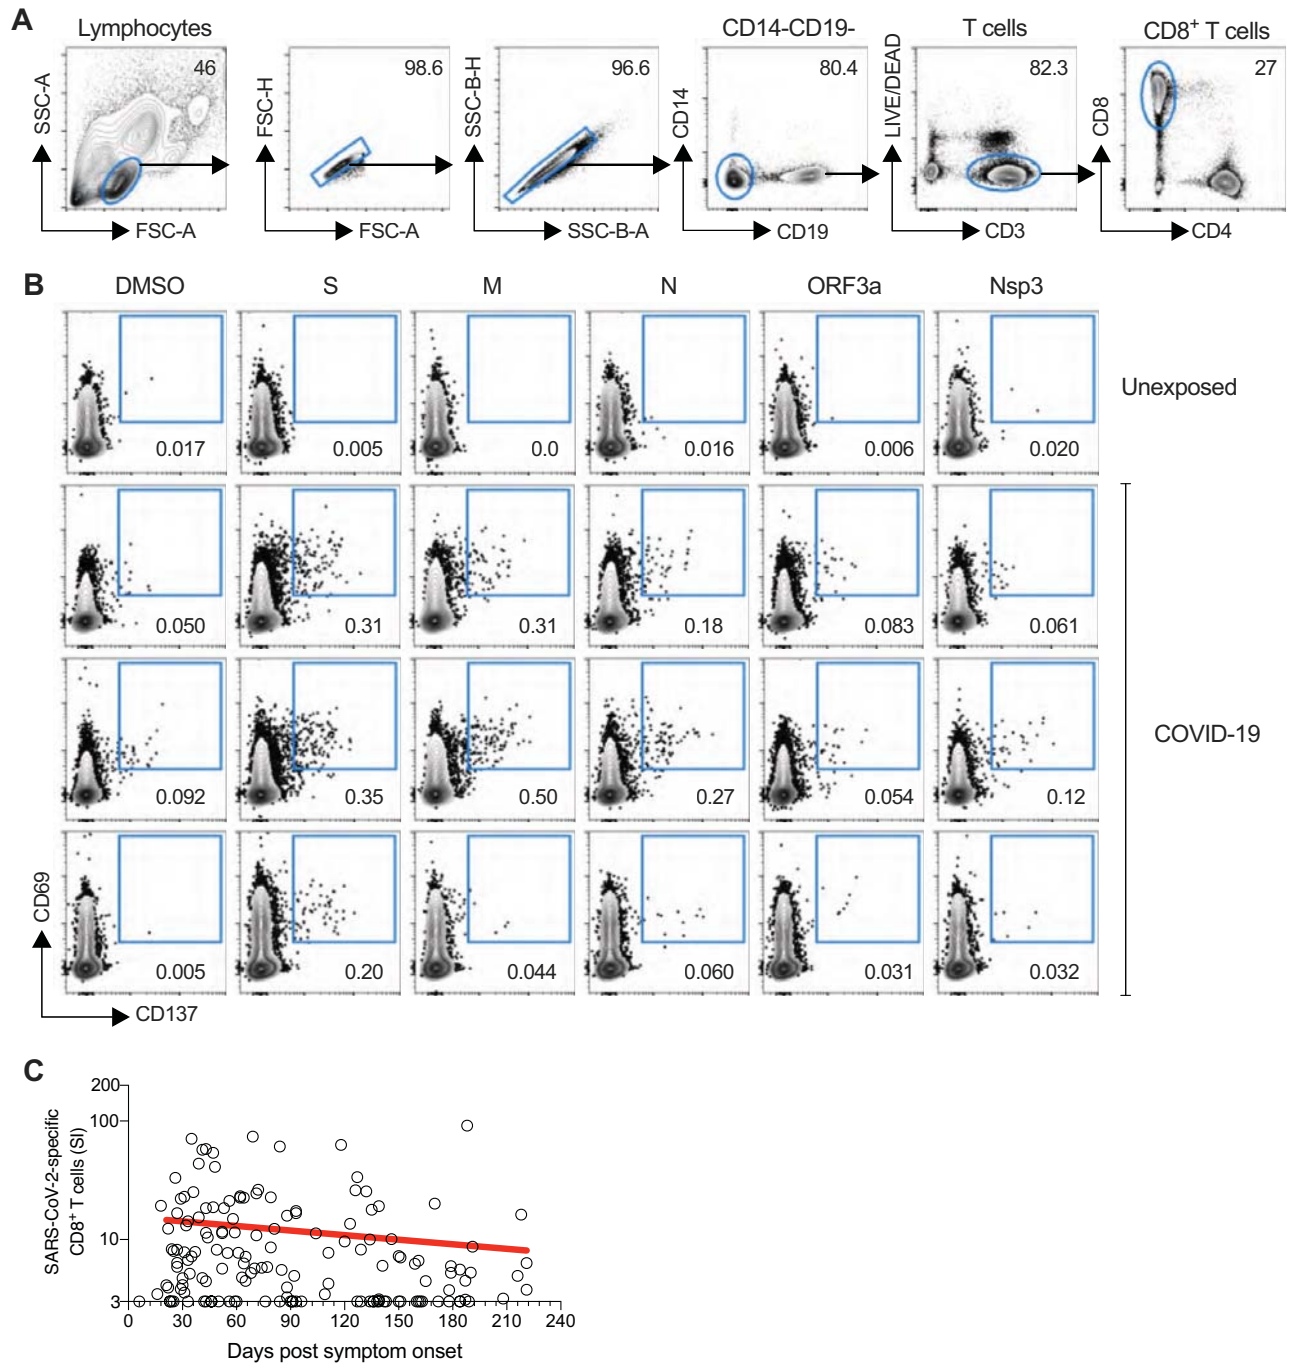 A
Lymphocytes
CD14-CD19-
T cells
CD8+ T cells
46
98.6
96.6
80.4
82.3
27
SSC-A
FSC-H
SSC-B-H
CD14
LIVE/DEAD
CD8
FSC-A
FSC-A
SSC-B-A
CD19
CD3
CD4
B
DMSO
S
M
N
ORF3a
Nsp3
Unexposed
0.017
0.005
0.0
0.016
0.006
0.020
0.050
0.31
0.31
0.18
0.083
0.061
COVID-19
0.092
0.35
0.50
0.27
0.054
0.12
CD69
0.005
0.20
0.044
0.060
0.031
0.032
CD137
C
SARS-CoV-2-specific
CD8+ T cells (SI)
200
100
10
3
0 30 60 90 120 150 180 210 240
Days post symptom onset